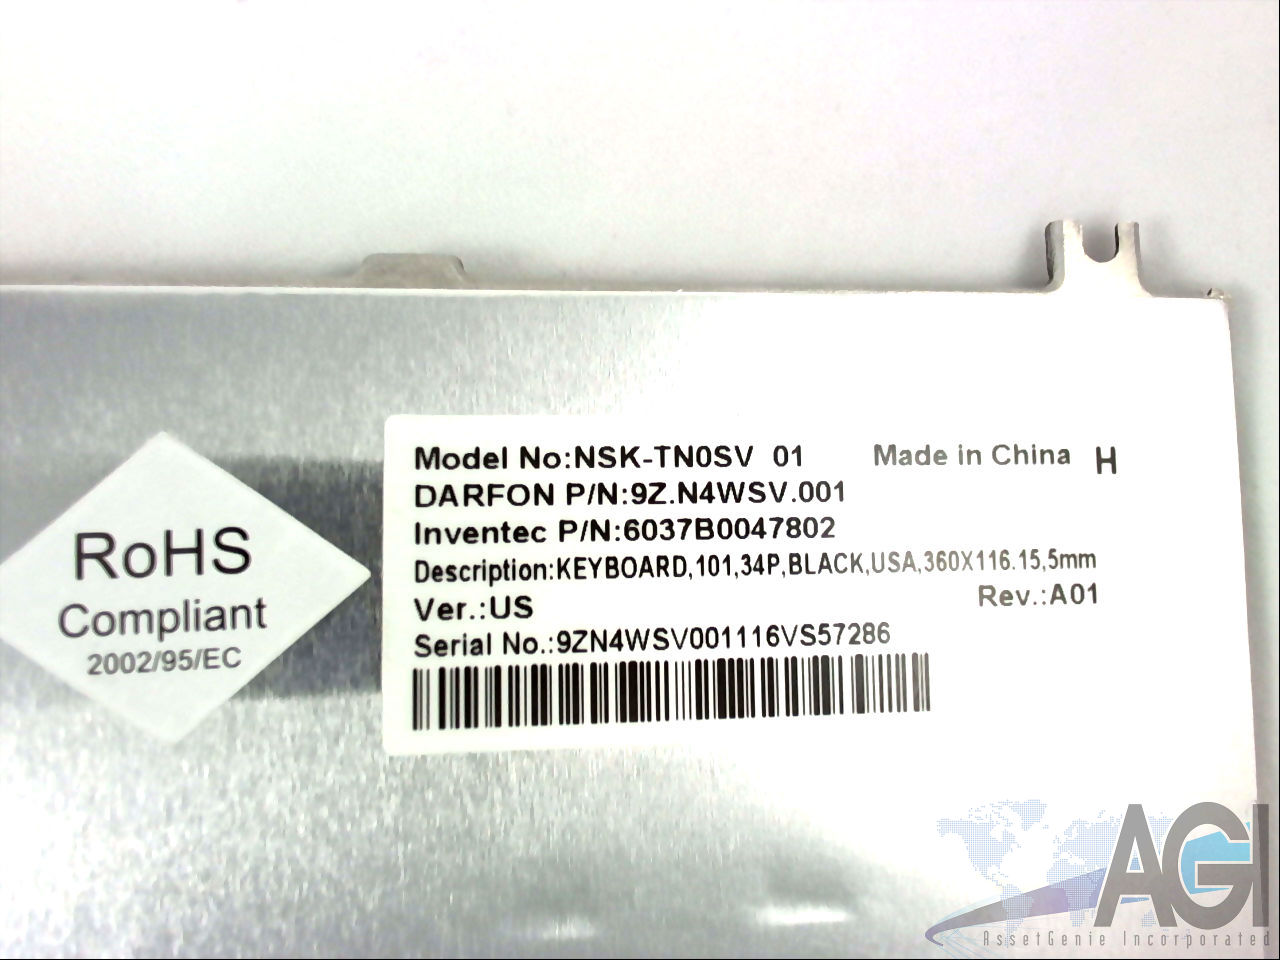 Model No:NSK-TN0SV 01 Made in China H
DARFON P/N:9Z.N4WSV.001
Inventec P/N:6037B0047802
Description:KEYBOARD,101,34P,BLACK,USA,360X116.15,5mm
Ver.:US Rev.:A01
Serial No.:9ZN4WSV001116VS57286
RoHS
Compliant
2002/95/EC
AGI
AssetGenie Incorporated